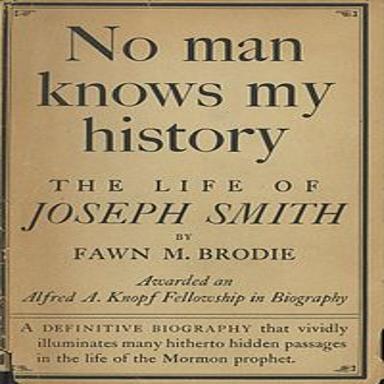 No man
knows my
history
THE LIFE OF
JOSEPH SMITH
BY
FAWN M. BRODIE
Awarded an
Alfred A. Knopf Fellowship in Biography
A DEFINITIVE BIOGRAPHY that vividly
illuminates many hitherto hidden passages
in the life of the Mormon prophet.